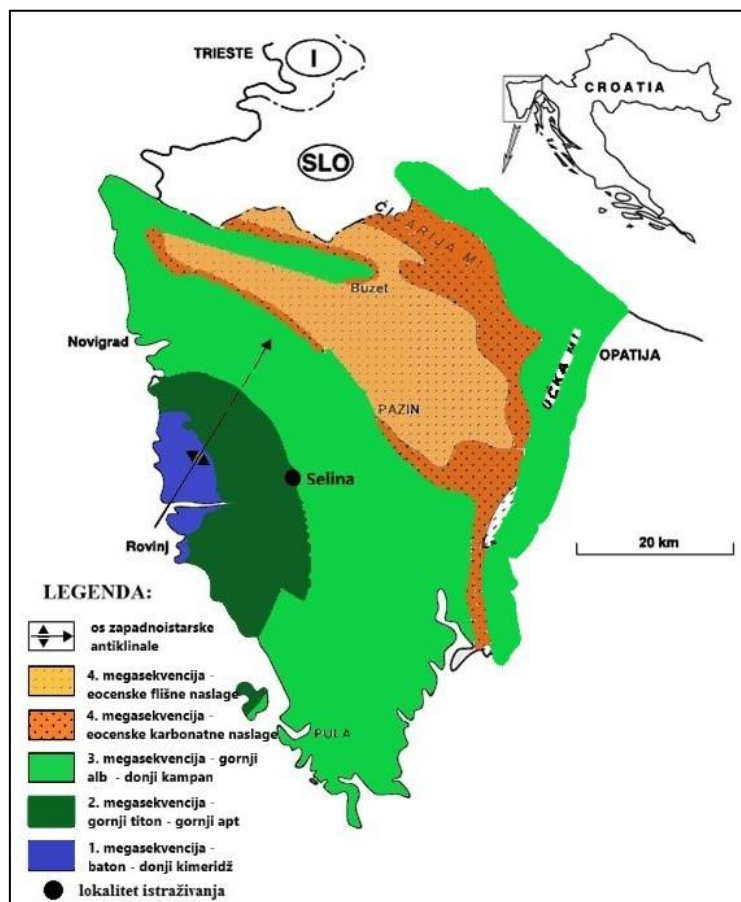 TRIESTE
I
CROATIA
SLO
ĆIĆARIJA MT.
Buzet
Novigrad
OPATIJA
UČKA MT.
PAZIN
Selina
Rovinj
20 km
LEGENDA:
os zapadnoistarske
antiklinale
4. megasekvencija -
eocenske flišne naslage
4. megasekvencija -
eocenske karbonatne naslage
3. megasekvencija - gornji
alb - donji kampan
2. megasekvencija -
gornji titon - gornji apt
1. megasekvencija -
baton - donji kimeridž
lokalitet istraživanja
PULA